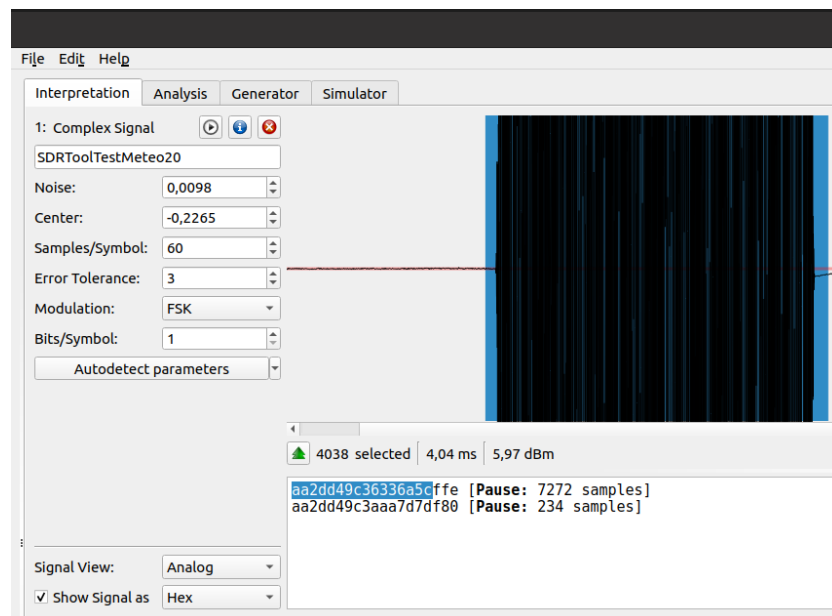 File Edit Help
Interpretation Analysis Generator Simulator
1: Complex Signal
SDRToolTestMeteo20
Noise: 0,0098
Center: -0,2265
Samples/Symbol: 60
Error Tolerance: 3
Modulation: FSK
Bits/Symbol: 1
Autodetect parameters
4038 selected 4,04 ms 5,97 dBm
aa2dd49c36336a5cffe [Pause: 7272 samples]
aa2dd49c3aaa7d7df80 [Pause: 234 samples]
Signal View: Analog
Show Signal as Hex